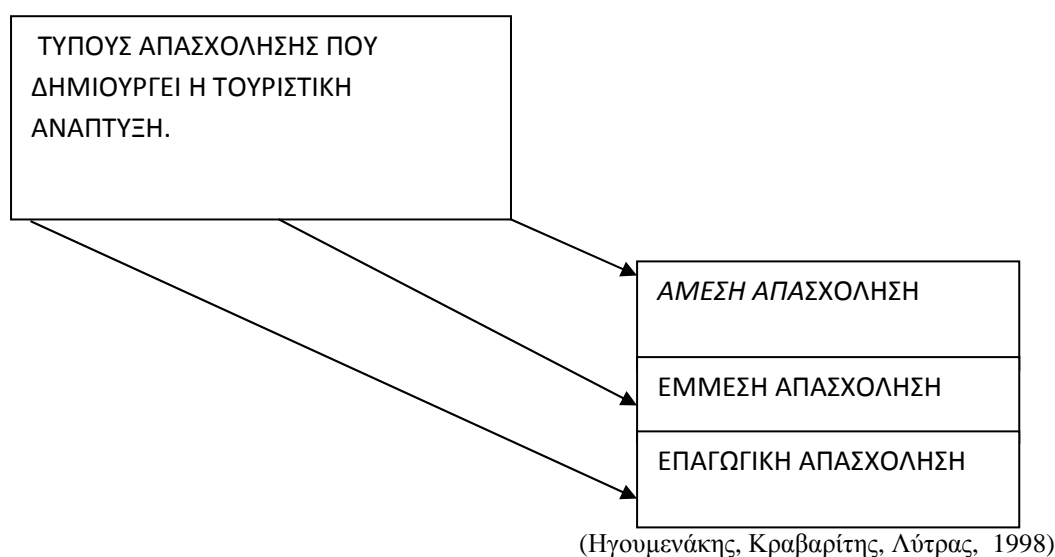 ΤΥΠΟΥΣ ΑΠΑΣΧΟΛΗΣΗΣ ΠΟΥ
ΔΗΜΙΟΥΡΓΕΙ Η ΤΟΥΡΙΣΤΙΚΗ
ΑΝΑΠΤΥΞΗ.
ΑΜΕΣΗ ΑΠΑΣΧΟΛΗΣΗ
ΕΜΜΕΣΗ ΑΠΑΣΧΟΛΗΣΗ
ΕΠΑΓΩΓΙΚΗ ΑΠΑΣΧΟΛΗΣΗ
(Ηγουμενάκης, Κραβαρίτης, Λύτρας, 1998)